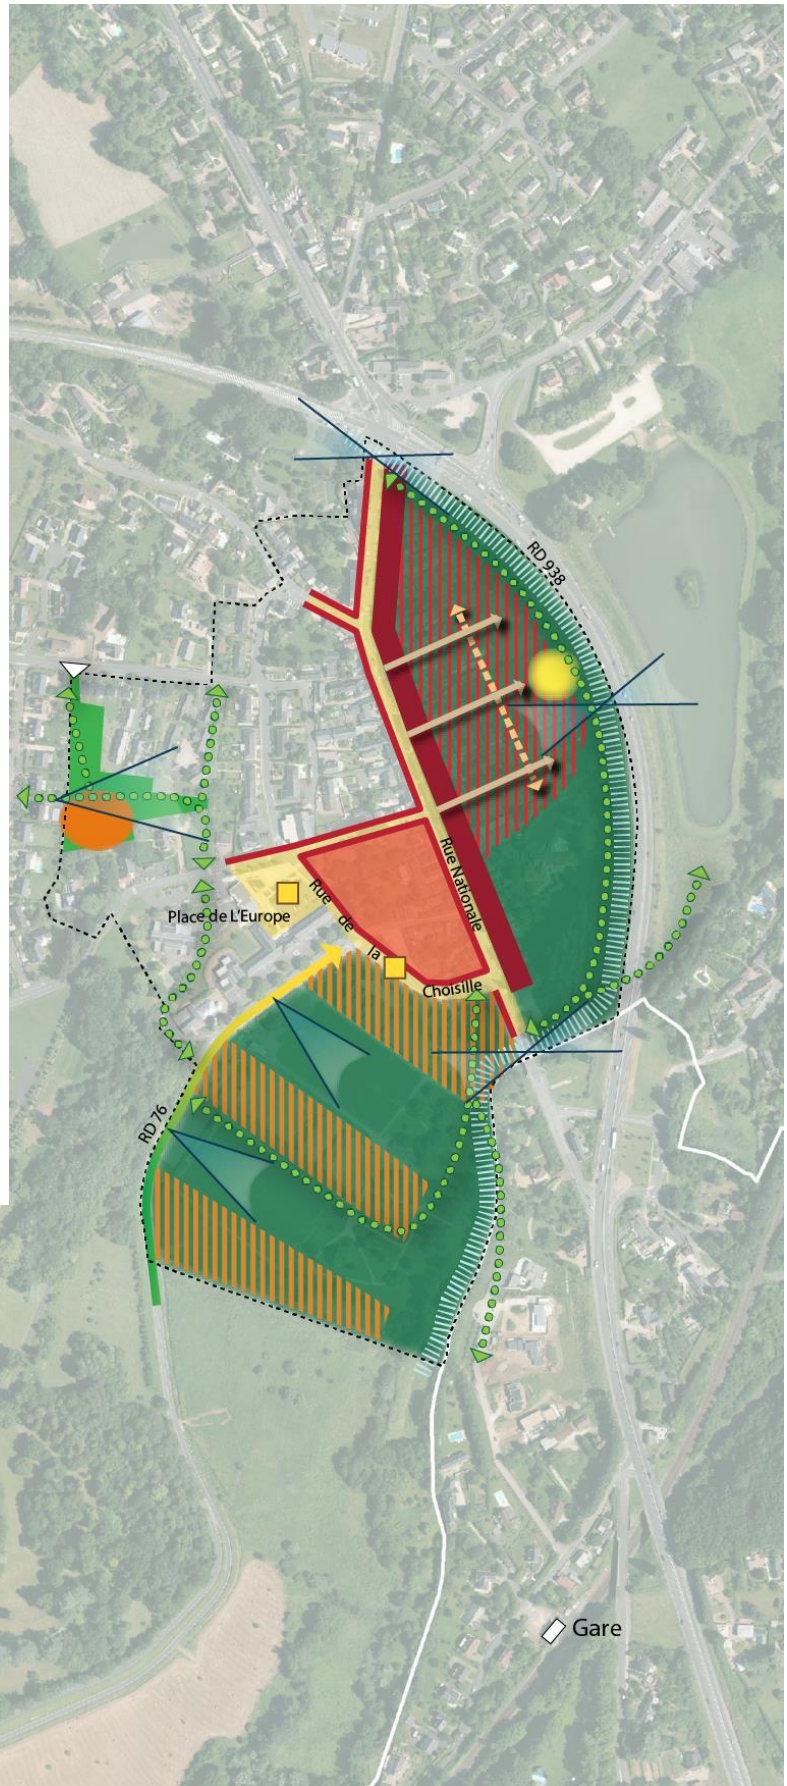 RD 938
Rue Nationale
Place de L'Europe
Rue de la
Choisille
RD 76
Gare